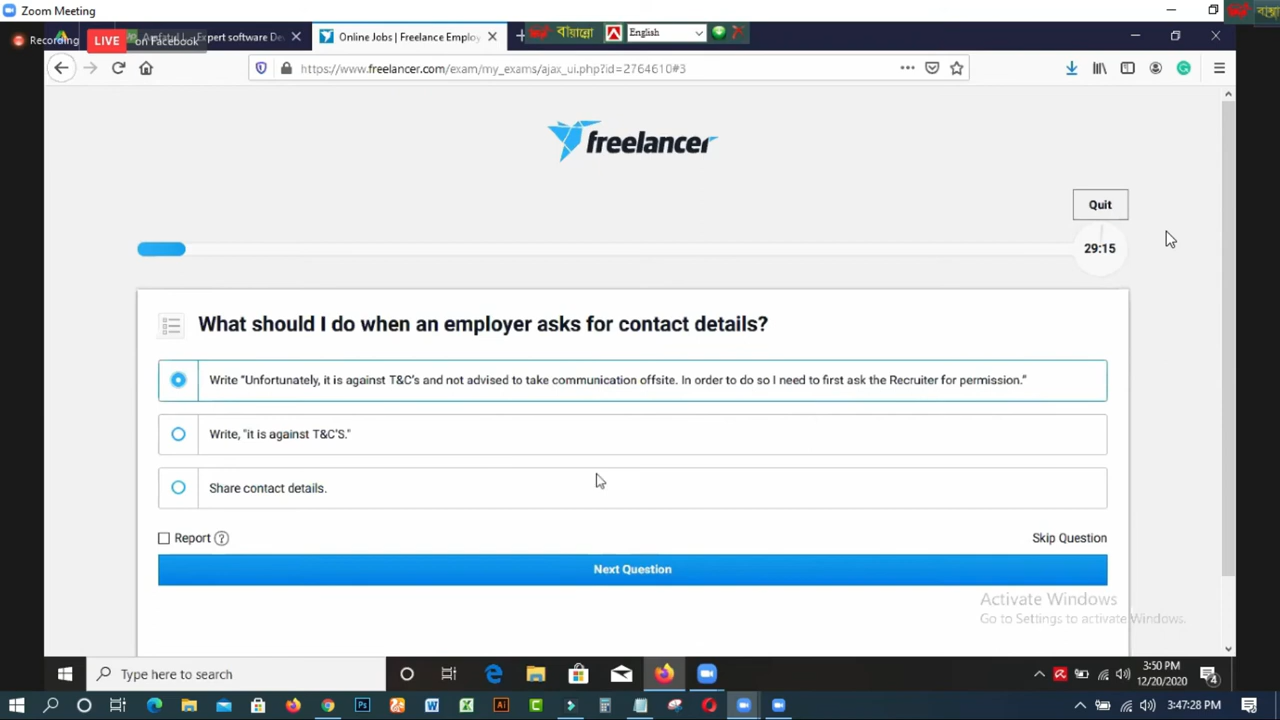 Zoom Meeting
Recording
LIVE
on Facebook
Expert software De
Online Jobs | Freelance Employ
বায়ান্নো
English
https://www.freelancer.com/exam/my_exams/ajax_ui.php?id=2764610#3
freelancer
Quit
29:15
What should I do when an employer asks for contact details?
Write “Unfortunately, it is against T&C's and not advised to take communication offsite. In order to do so I need to first ask the Recruiter for permission.”
Write, "it is against T&C'S."
Share contact details.
Report ?
Skip Question
Next Question
Activate Windows
Go to Settings to activate Windows.
Type here to search
3:50 PM
12/20/2020
4
3:47:28 PM